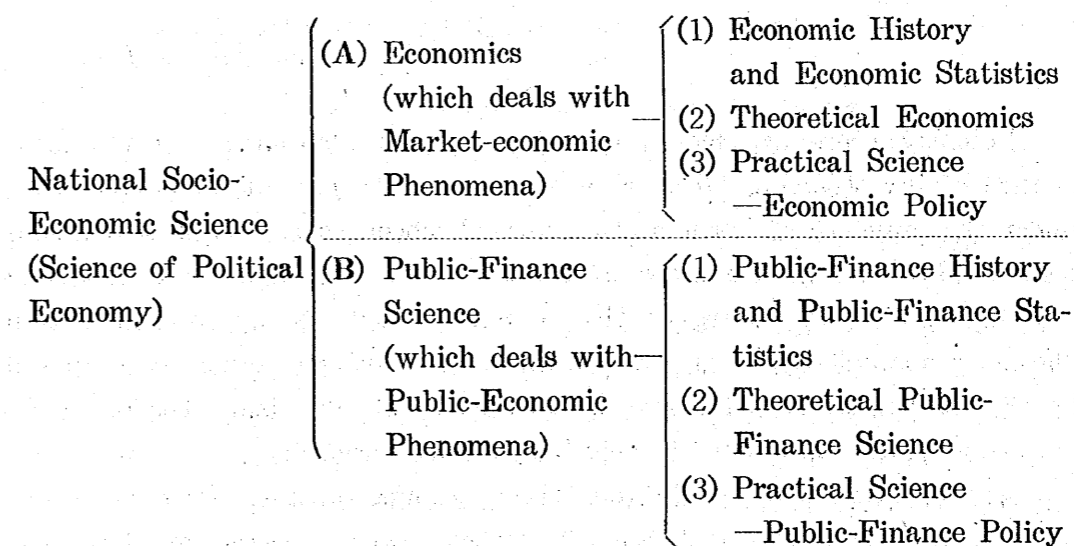 National Socio-
Economic Science
(Science of Political
Economy)
(A) Economics
(which deals with
Market-economic
Phenomena)
(1) Economic History
and Economic Statistics
(2) Theoretical Economics
(3) Practical Science
—Economic Policy
(B) Public-Finance
Science
(which deals with
Public-Economic
Phenomena)
(1) Public-Finance History
and Public-Finance Sta-
tistics
(2) Theoretical Public-
Finance Science
(3) Practical Science
—Public-Finance Policy